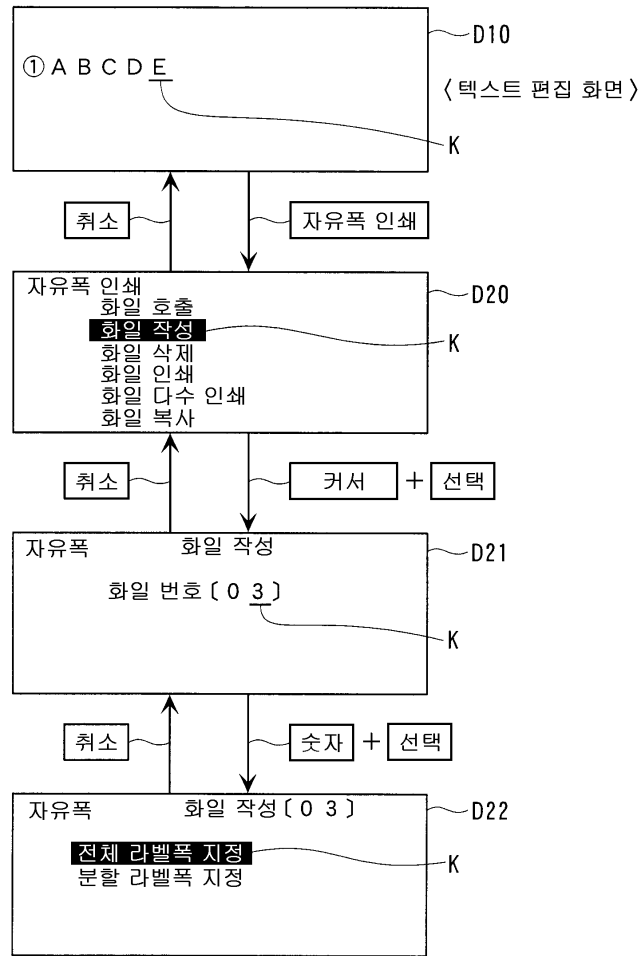 D10
①ABCDE
〈텍스트 편집 화면〉
K
취소
자유폭 인쇄
자유폭 인쇄
D20
화일 호출
화일 작성
K
화일 삭제
화일 인쇄
화일 다수 인쇄
화일 복사
취소
커서 + 선택
자유폭 화일 작성
D21
화일 번호〔03〕
K
취소
숫자 + 선택
자유폭 화일 작성〔03〕
D22
전체 라벨폭 지정
K
분할 라벨폭 지정